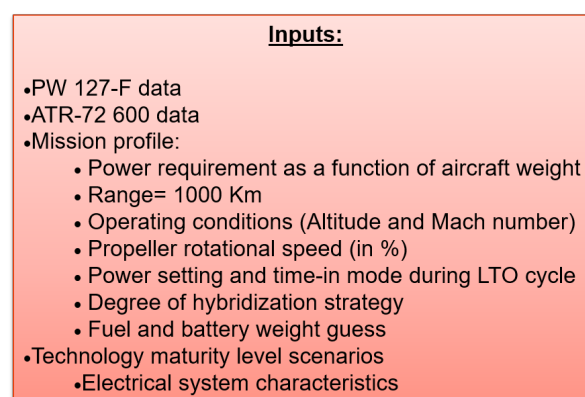 Inputs:
•PW 127-F data
•ATR-72 600 data
•Mission profile:
• Power requirement as a function of aircraft weight
• Range= 1000 Km
• Operating conditions (Altitude and Mach number)
• Propeller rotational speed (in %)
• Power setting and time-in mode during LTO cycle
• Degree of hybridization strategy
• Fuel and battery weight guess
•Technology maturity level scenarios
•Electrical system characteristics